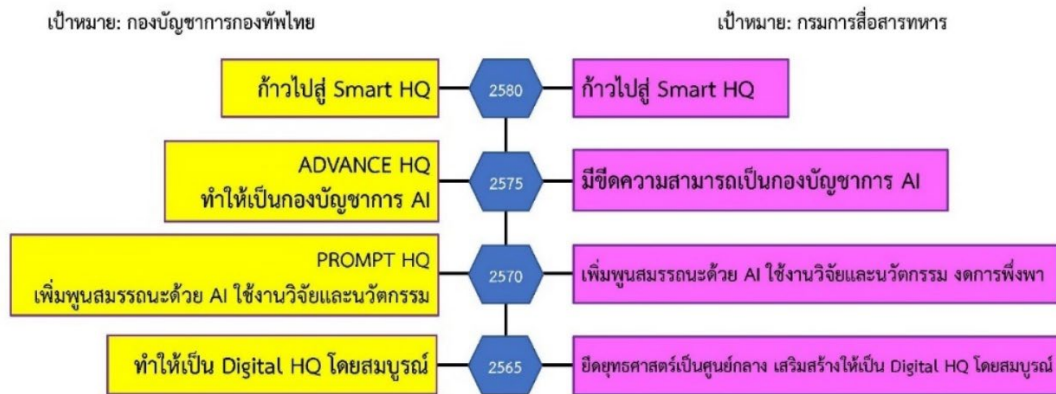 เป้าหมาย: กองบัญชาการกองทัพไทย
เป้าหมาย: กรมการสื่อสารทหาร
ก้าวไปสู่ Smart HQ
2580
ก้าวไปสู่ Smart HQ
ADVANCE HQ
ทำให้เป็นกองบัญชาการ AI
2575
มีขีดความสามารถเป็นกองบัญชาการ AI
PROMPT HQ
เพิ่มพูนสมรรถนะด้วย AI ใช้งานวิจัยและนวัตกรรม
2570
เพิ่มพูนสมรรถนะด้วย AI ใช้งานวิจัยและนวัตกรรม งดการพึ่งพา
ทำให้เป็น Digital HQ โดยสมบูรณ์
2565
ยึดยุทธศาสตร์เป็นศูนย์กลาง เสริมสร้างให้เป็น Digital HQ โดยสมบูรณ์